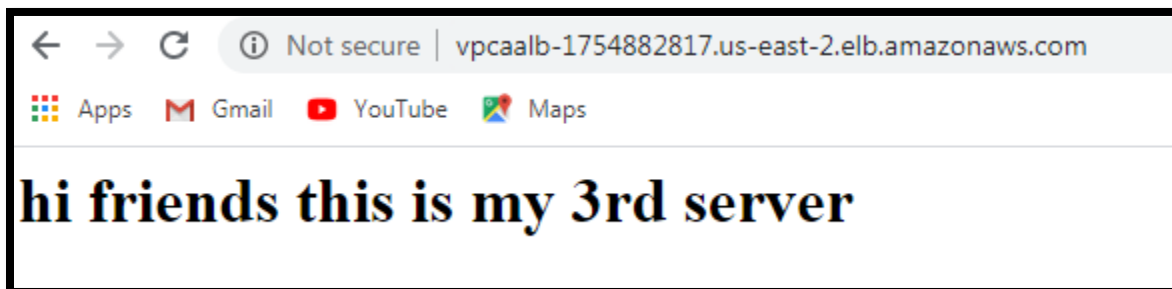 Not secure | vpcaalb-1754882817.us-east-2.elb.amazonaws.com
Apps Gmail YouTube Maps
hi friends this is my 3rd server